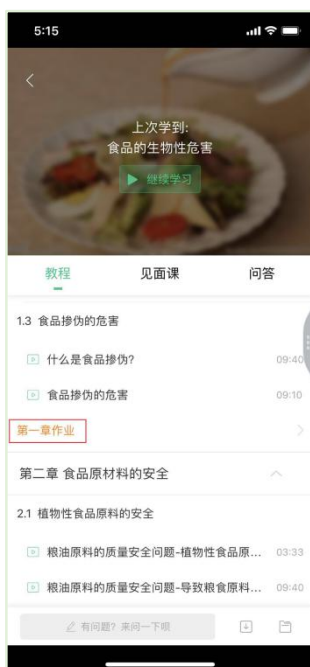 5:15
上次学到:
食品的生物性危害
继续学习
教程 见面课 问答
1.3 食品掺伪的危害
什么是食品掺伪? 09:40
食品掺伪的危害 09:10
第一章作业
第二章 食品原材料的安全
2.1 植物性食品原料的安全
粮油原料的质量安全问题-植物性食品原... 03:33
粮油原料的质量安全问题-导致粮食原料... 09:40
有问题? 来问一下呗